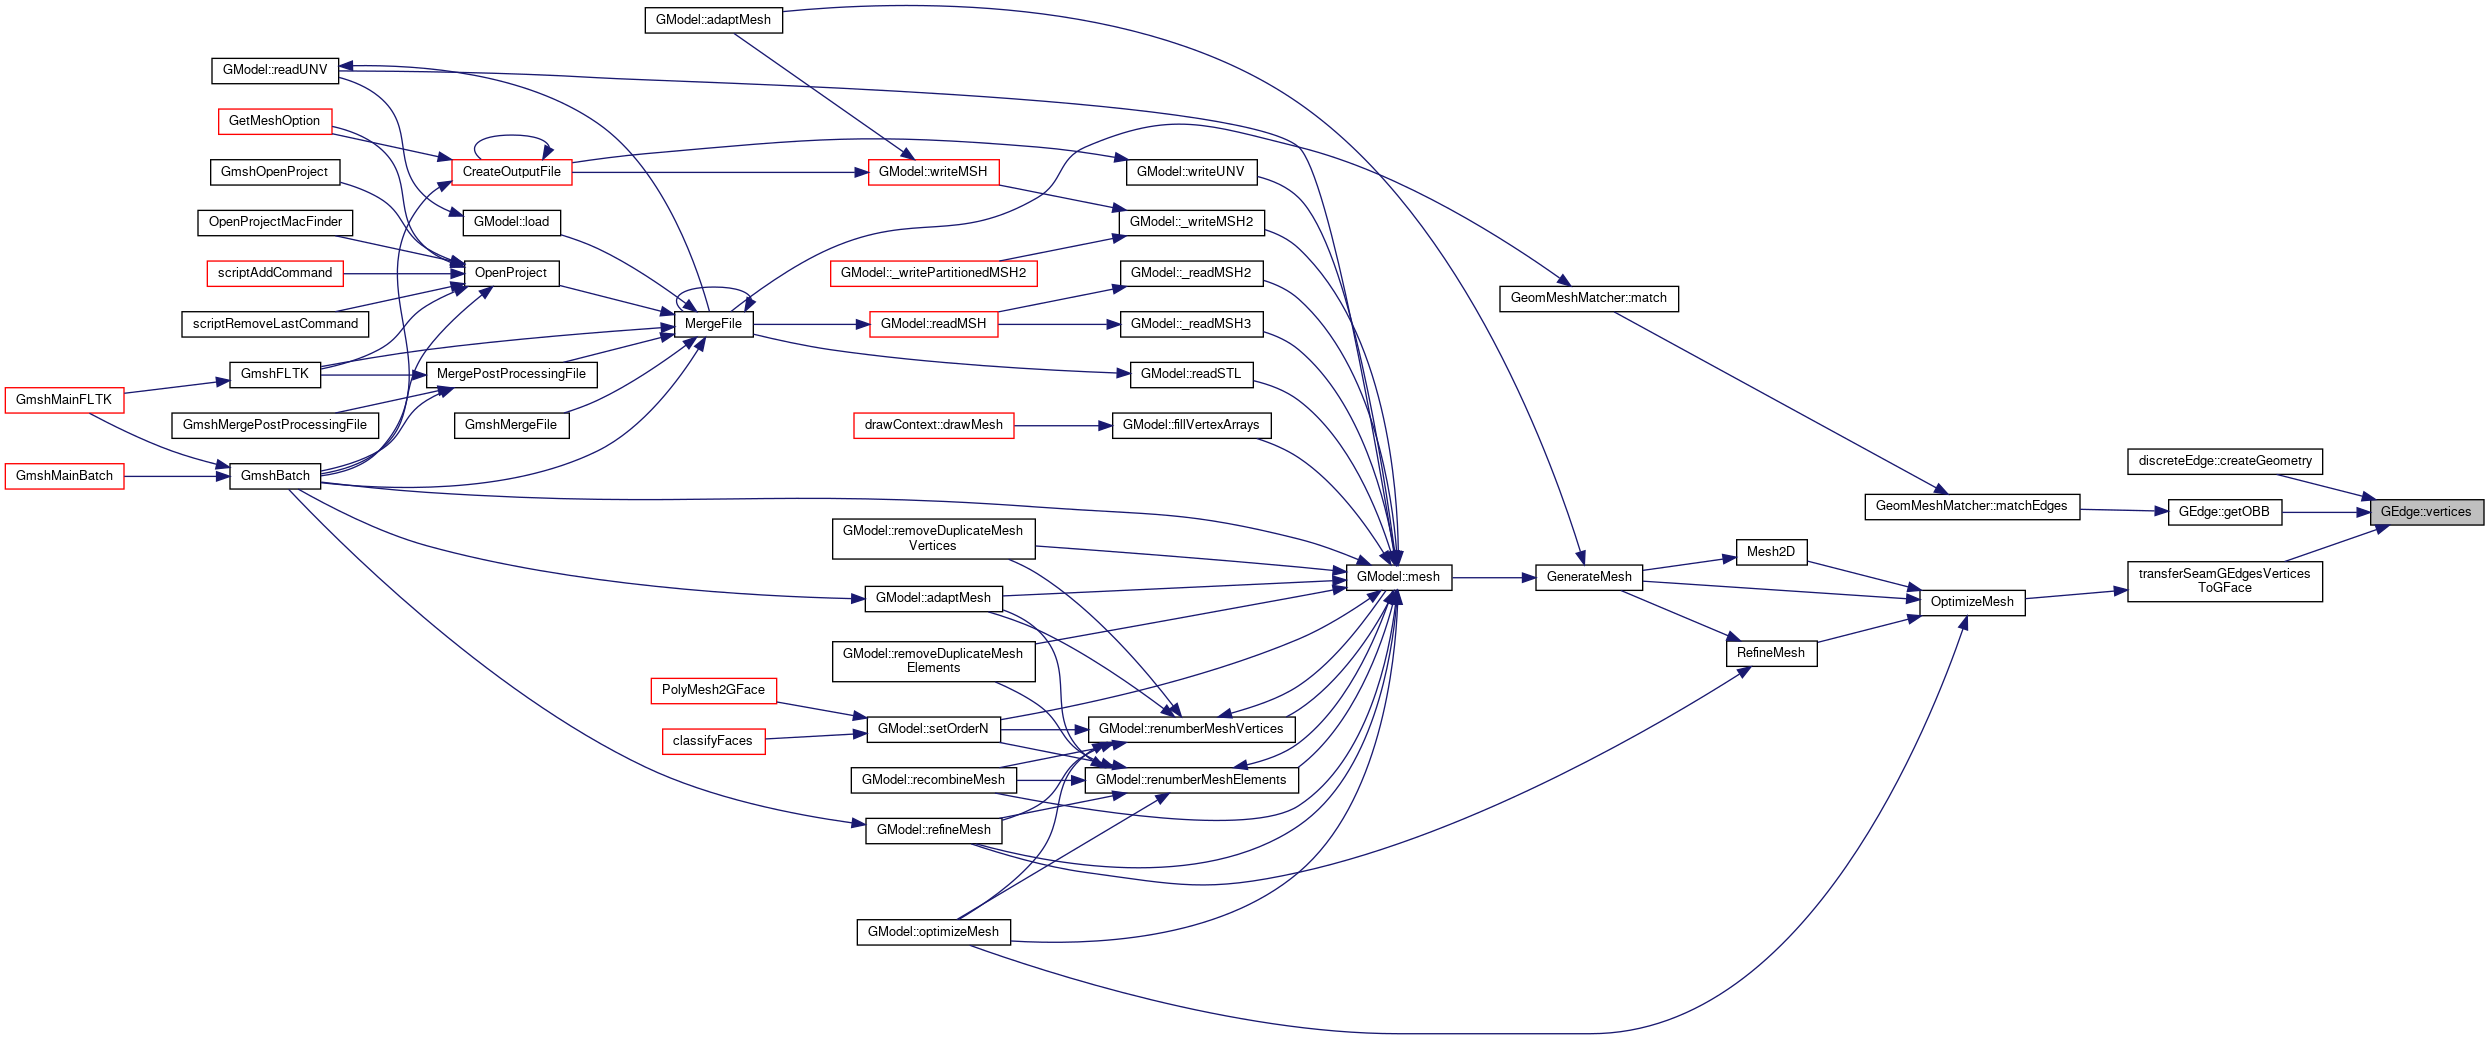 GModel::adaptMesh
GModel::readUNV
GetMeshOption
GmshOpenProject
CreateOutputFile
GModel::writeMSH
GModel::writeUNV
OpenProjectMacFinder
GModel::load
GModel::_writeMSH2
scriptAddCommand
OpenProject
GModel::_writePartitionedMSH2
GModel::_readMSH2
GeomMeshMatcher::match
scriptRemoveLastCommand
MergeFile
GModel::readMSH
GModel::_readMSH3
GmshFLTK
MergePostProcessingFile
GModel::readSTL
GmshMainFLTK
GmshMergePostProcessingFile
GmshMergeFile
drawContext::drawMesh
GModel::fillVertexArrays
GmshMainBatch
GmshBatch
discreteEdge::createGeometry
GeomMeshMatcher::matchEdges
GEdge::getOBB
GEdge::vertices
GModel::removeDuplicateMesh
Vertices
Mesh2D
GModel::mesh
GenerateMesh
transferSeamGEdgesVertices
ToGFace
GModel::adaptMesh
OptimizeMesh
GModel::removeDuplicateMesh
Elements
RefineMesh
PolyMesh2GFace
classifyFaces
GModel::setOrderN
GModel::renumberMeshVertices
GModel::recombineMesh
GModel::renumberMeshElements
GModel::refineMesh
GModel::optimizeMesh